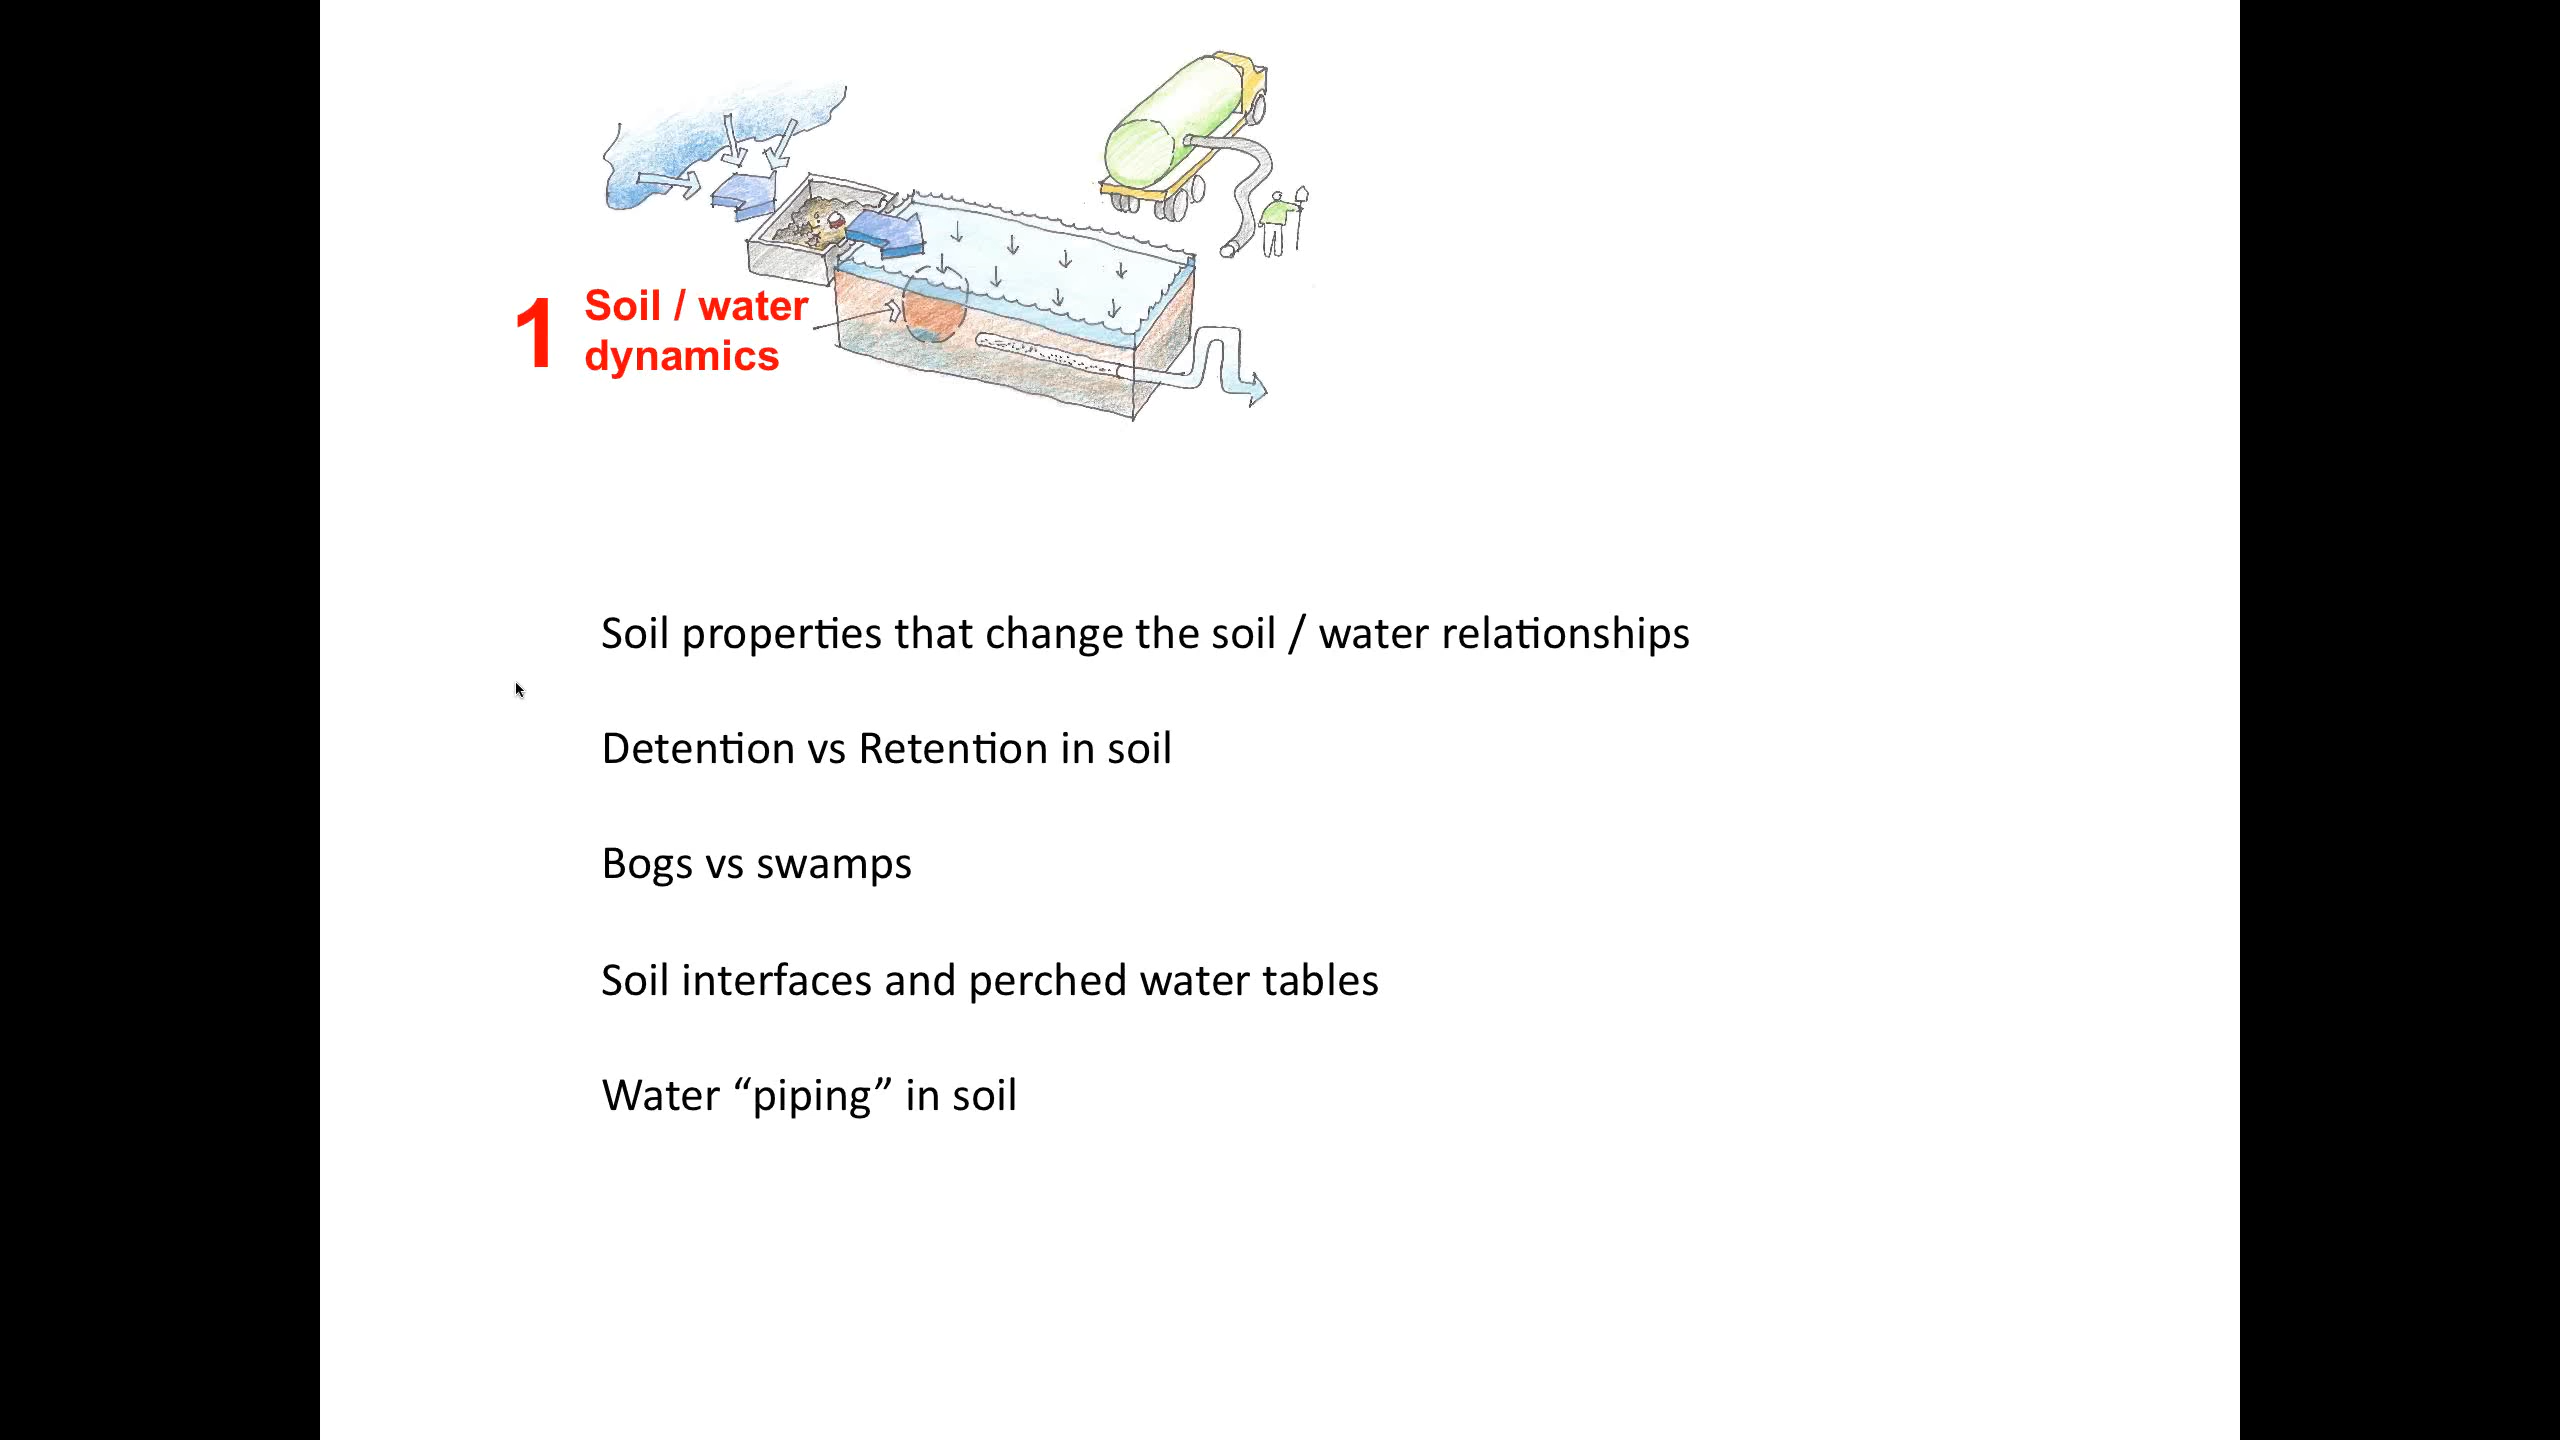 1 Soil / water
dynamics
Soil properties that change the soil / water relationships
Detention vs Retention in soil
Bogs vs swamps
Soil interfaces and perched water tables
Water “piping” in soil